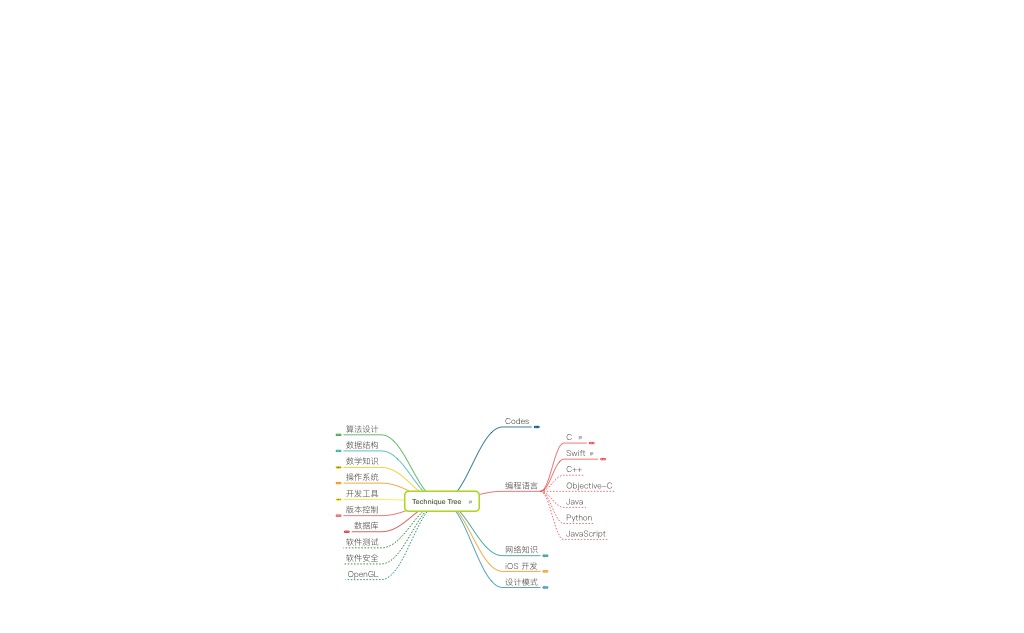 Codes
算法设计
C
数据结构
Swift
数学知识
C++
操作系统
编程语言
Objective-C
开发工具
Technique Tree
Java
版本控制
Python
数据库
JavaScript
软件测试
网络知识
软件安全
iOS 开发
OpenGL
设计模式